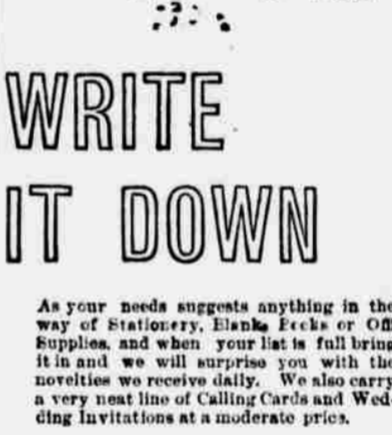 WRITE
IT DOWN
As your needs suggests anything in the
way of Stationery, Blank Books or Offi
Supplies, and when your list is full bring
it in and we will surprise you with the
novelties we receive daily. We also carry
a very neat line of Calling Cards and Wed-
ding Invitations at a moderate price.